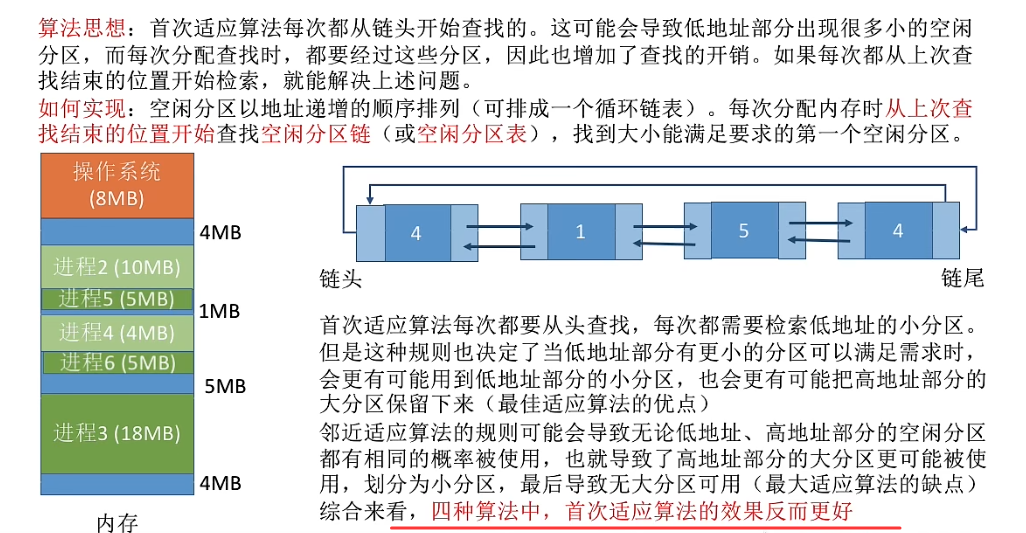 算法思想：首次适应算法每次都从链头开始查找的。这可能会导致低地址部分出现很多小的空闲
分区，而每次分配查找时，都要经过这些分区，因此也增加了查找的开销。如果每次都从上次查
找结束的位置开始检索，就能解决上述问题。
如何实现：空闲分区以地址递增的顺序排列（可排成一个循环链表）。每次分配内存时从上次查
找结束的位置开始查找空闲分区链（或空闲分区表），找到大小能满足要求的第一个空闲分区。
操作系统
(8MB)
4MB
进程2 (10MB)
进程5 (5MB)
1MB
进程4 (4MB)
进程6 (5MB)
5MB
进程3 (18MB)
4MB
内存
4
1
5
4
链头
链尾
首次适应算法每次都要从头查找，每次都需要检索低地址的小分区。
但是这种规则也决定了当低地址部分有更小的分区可以满足需求时，
会更有可能用到低地址部分的小分区，也会更有可能把高地址部分的
大分区保留下来（最佳适应算法的优点）
邻近适应算法的规则可能会导致无论低地址、高地址部分的空闲分区
都有相同的概率被使用，也就导致了高地址部分的大分区更可能被使
用，划分为小分区，最后导致无大分区可用（最大适应算法的缺点）
综合来看，四种算法中，首次适应算法的效果反而更好